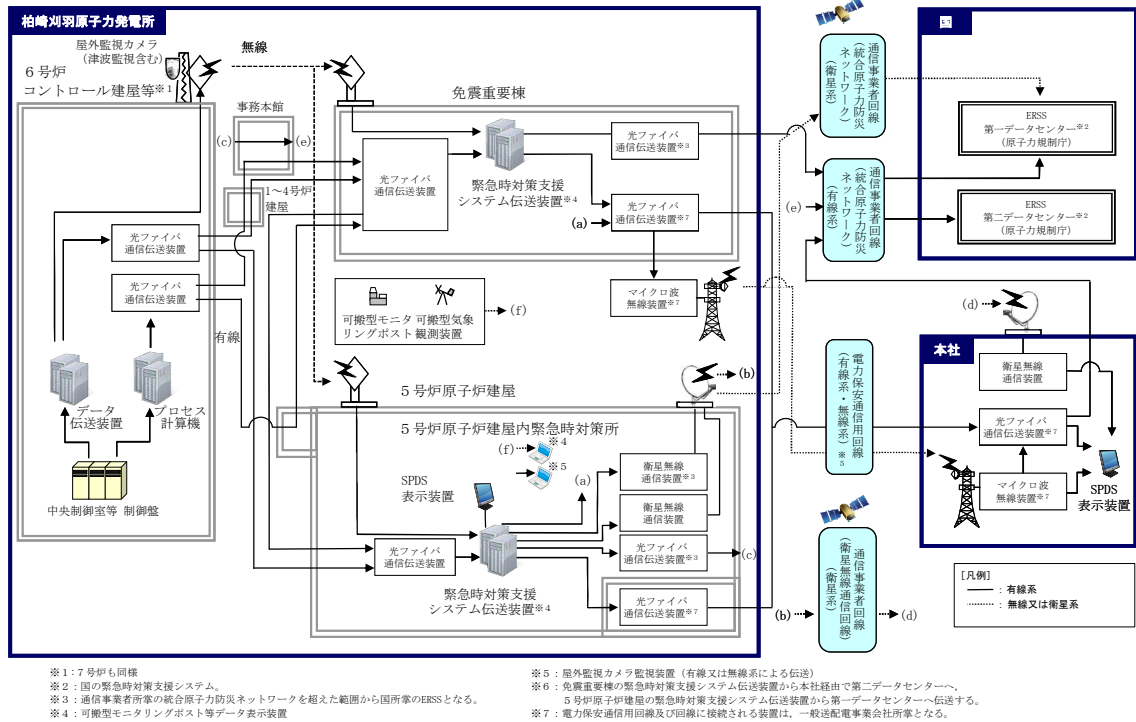 柏崎刈羽原子力発電所
屋外監視カメラ
（津波監視含む）
無線
6号炉
コントロール建屋等※1
事務本館
(c)
(e)
1～4号炉
建屋
光ファイバ
通信伝送装置
光ファイバ
通信伝送装置
有線
データ
伝送装置
プロセス
計算機
中央制御室等 制御盤
免震重要棟
光ファイバ
通信伝送装置
緊急時対策支援
システム伝送装置※4
光ファイバ
通信伝送装置※3
光ファイバ
通信伝送装置※7
(a)
マイクロ波
無線装置※7
可搬型モニタ
リングポスト
可搬型気象
観測装置
(f)
5号炉原子炉建屋
(b)
5号炉原子炉建屋内緊急時対策所
(f)
※4
※5
SPDS
表示装置
(a)
衛星無線
通信装置※3
衛星無線
通信装置
光ファイバ
通信伝送装置
光ファイバ
通信伝送装置※3
(c)
緊急時対策支援
システム伝送装置※4
光ファイバ
通信伝送装置※7
通信事業者回線
（統合原子力防災
ネットワーク）
（衛星系）
通信事業者回線
（統合原子力防災
ネットワーク）
（有線系）
(e)
電力保安通信用回線
（有線系・無線系）※5
通信事業者回線
（衛星無線通信回線）
（衛星系）
(b)
(d)
国
ERSS
第一データセンター※2
（原子力規制庁）
ERSS
第二データセンター※2
（原子力規制庁）
(d)
本社
衛星無線
通信装置
光ファイバ
通信伝送装置※7
マイクロ波
無線装置※7
SPDS
表示装置
［凡例］
：有線系
：無線又は衛星系
※1：7号炉も同様
※2：国の緊急時対策支援システム。
※3：通信事業者所掌の統合原子力防災ネットワークを超えた範囲から国所掌のERSSとなる。
※4：可搬型モニタリングポスト等データ表示装置
※5：屋外監視カメラ監視装置（有線又は無線系による伝送）
※6：免震重要棟の緊急時対策支援システム伝送装置から本社経由で第二データセンターへ，
5号炉原子炉建屋の緊急時対策支援システム伝送装置から第一データセンターへ伝送する。
※7：電力保安通信用回線及び回線に接続される装置は，一般送配電事業会社所掌となる。